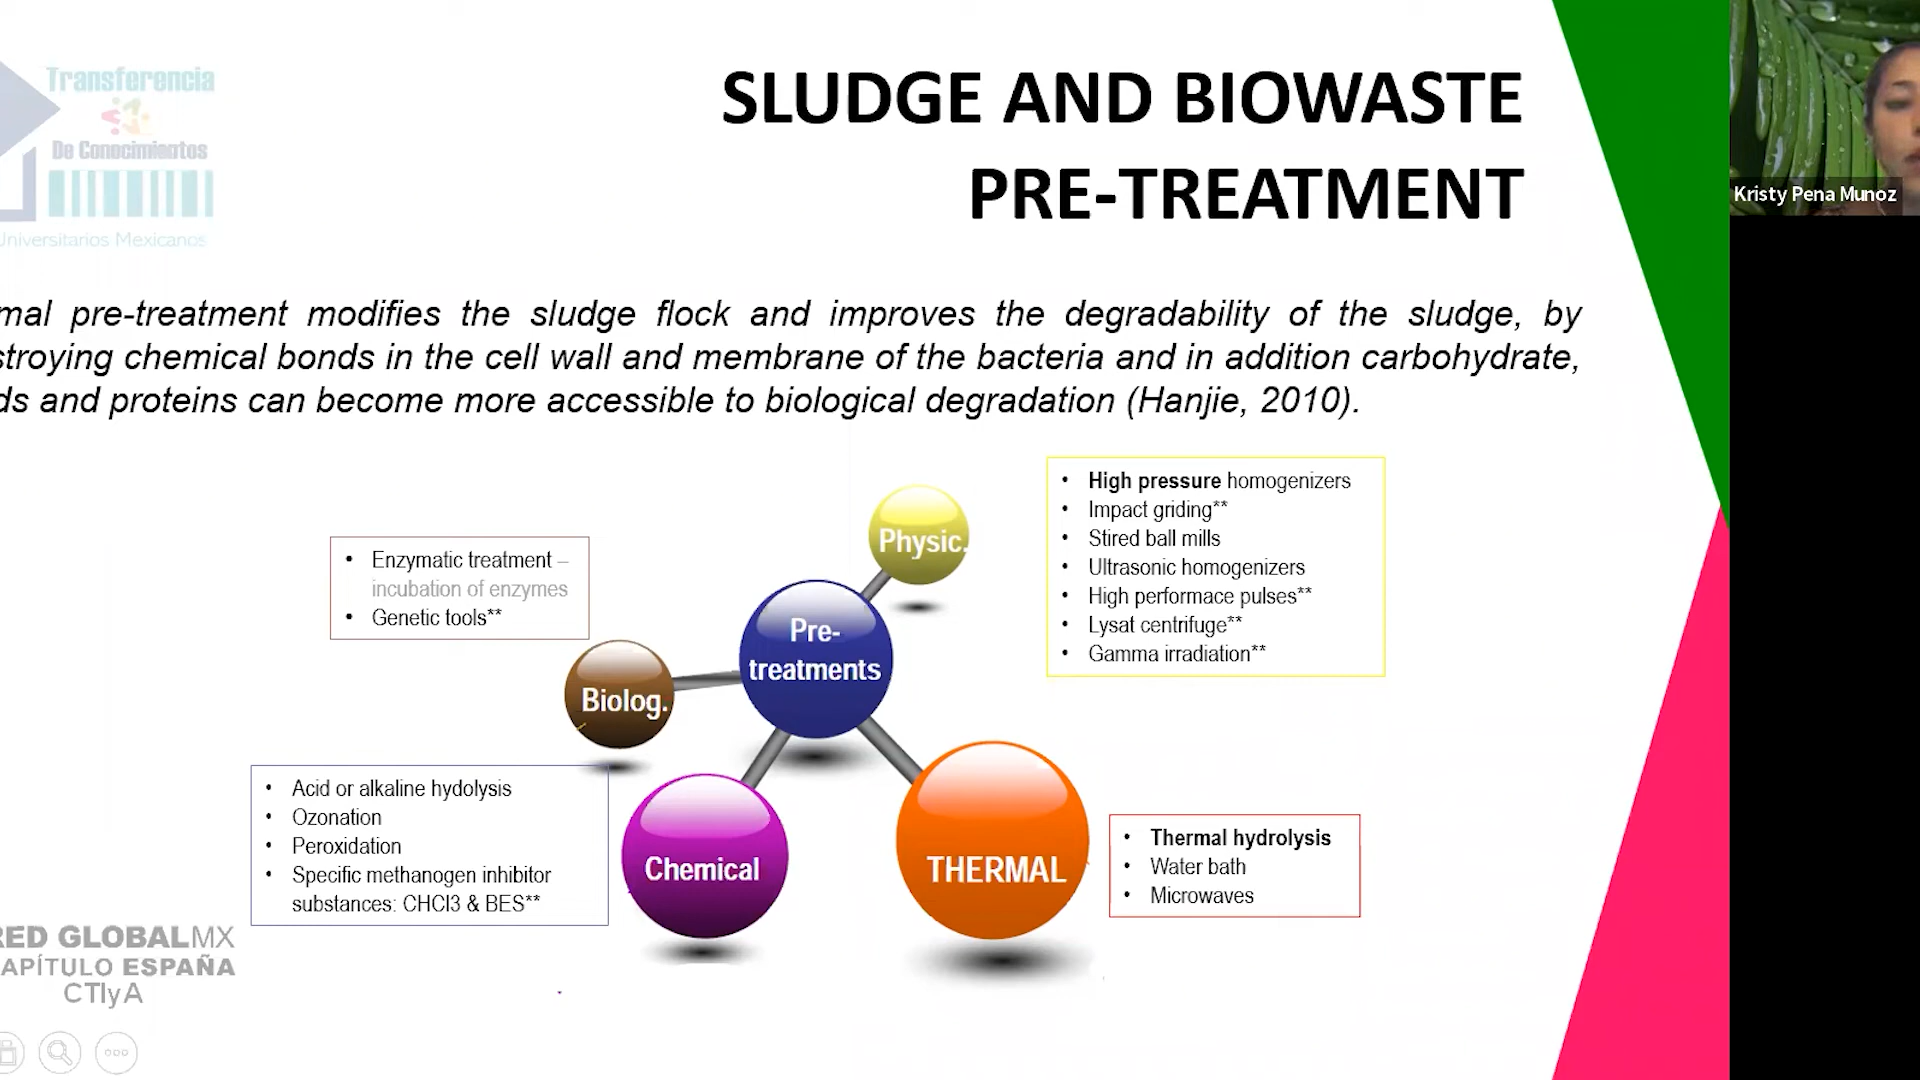 Transferencia
De Conocimientos
Universitarios Mexicanos
SLUDGE AND BIOWASTE
PRE-TREATMENT
Kristy Pena Munoz
mal pre-treatment modifies the sludge flock and improves the degradability of the sludge, by
stroying chemical bonds in the cell wall and membrane of the bacteria and in addition carbohydrate,
ds and proteins can become more accessible to biological degradation (Hanjie, 2010).
• High pressure homogenizers
• Impact griding**
• Stired ball mills
• Ultrasonic homogenizers
• High performace pulses**
• Lysat centrifuge**
• Gamma irradiation**
Physic.
• Enzymatic treatment –
incubation of enzymes
• Genetic tools**
Pre-
treatments
Biolog.
• Acid or alkaline hydolysis
• Ozonation
• Peroxidation
• Specific methanogen inhibitor
substances: CHCl3 & BES**
Chemical
THERMAL
• Thermal hydrolysis
• Water bath
• Microwaves
RED GLOBALMX
APÍTULO ESPAÑA
CTIyA